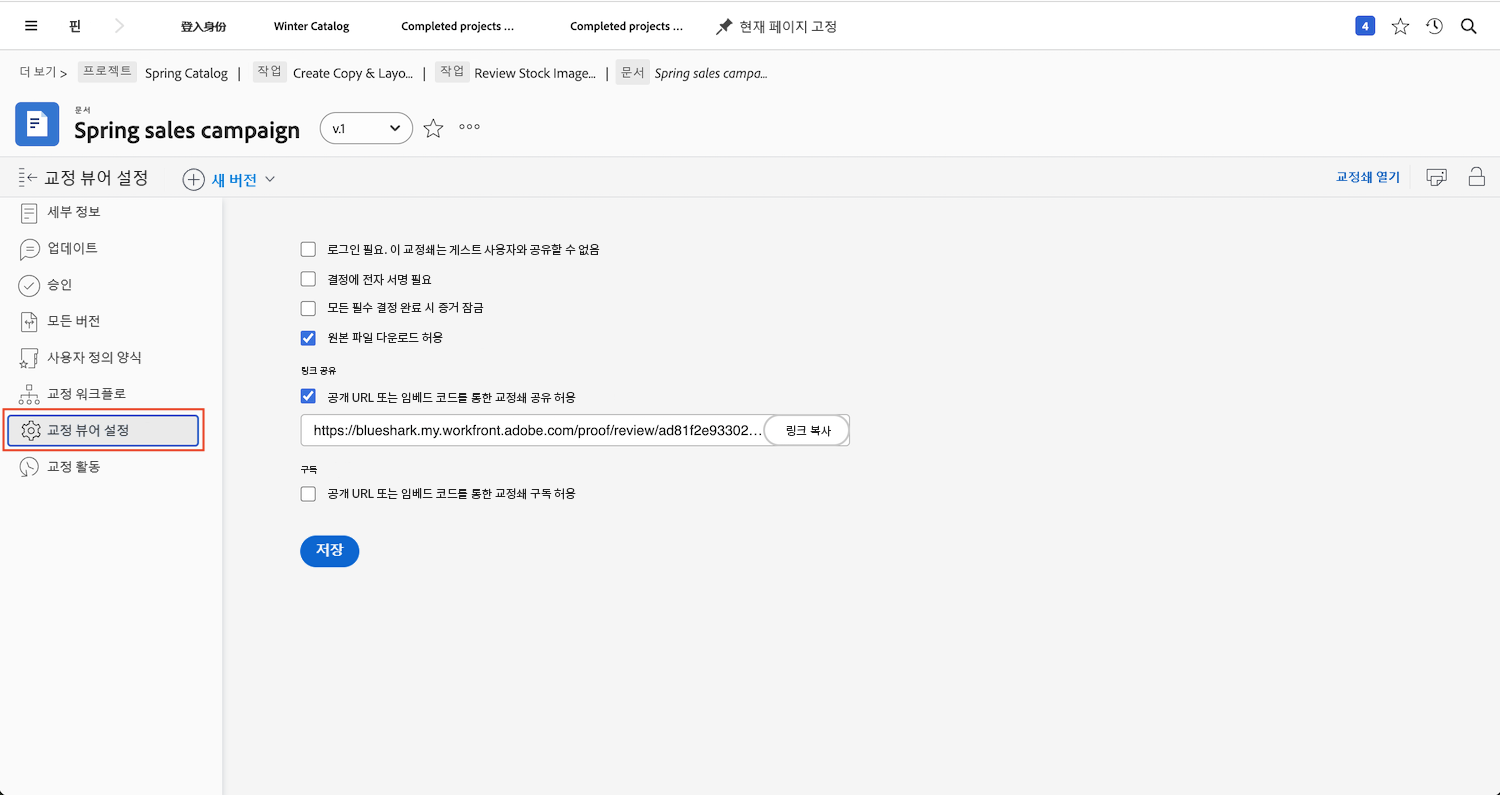 핀 登入身份 Winter Catalog Completed projects ... Completed projects ... 현재 페이지 고정 4
더 보기 > 프로젝트 Spring Catalog | 작업 Create Copy & Layo... | 작업 Review Stock Image... | 문서 Spring sales campa...
문서
Spring sales campaign v.1
교정 뷰어 설정 새 버전 교정쇄 열기
세부 정보
업데이트
승인
모든 버전
사용자 정의 양식
교정 워크플로
교정 뷰어 설정
교정 활동
로그인 필요. 이 교정쇄는 게스트 사용자와 공유할 수 없음
결정에 전자 서명 필요
모든 필수 결정 완료 시 증거 잠금
원본 파일 다운로드 허용
링크 공유
공개 URL 또는 임베드 코드를 통한 교정쇄 공유 허용
https://blueshark.my.workfront.adobe.com/proof/review/ad81f2e93302... 링크 복사
구독
공개 URL 또는 임베드 코드를 통한 교정쇄 구독 허용
저장